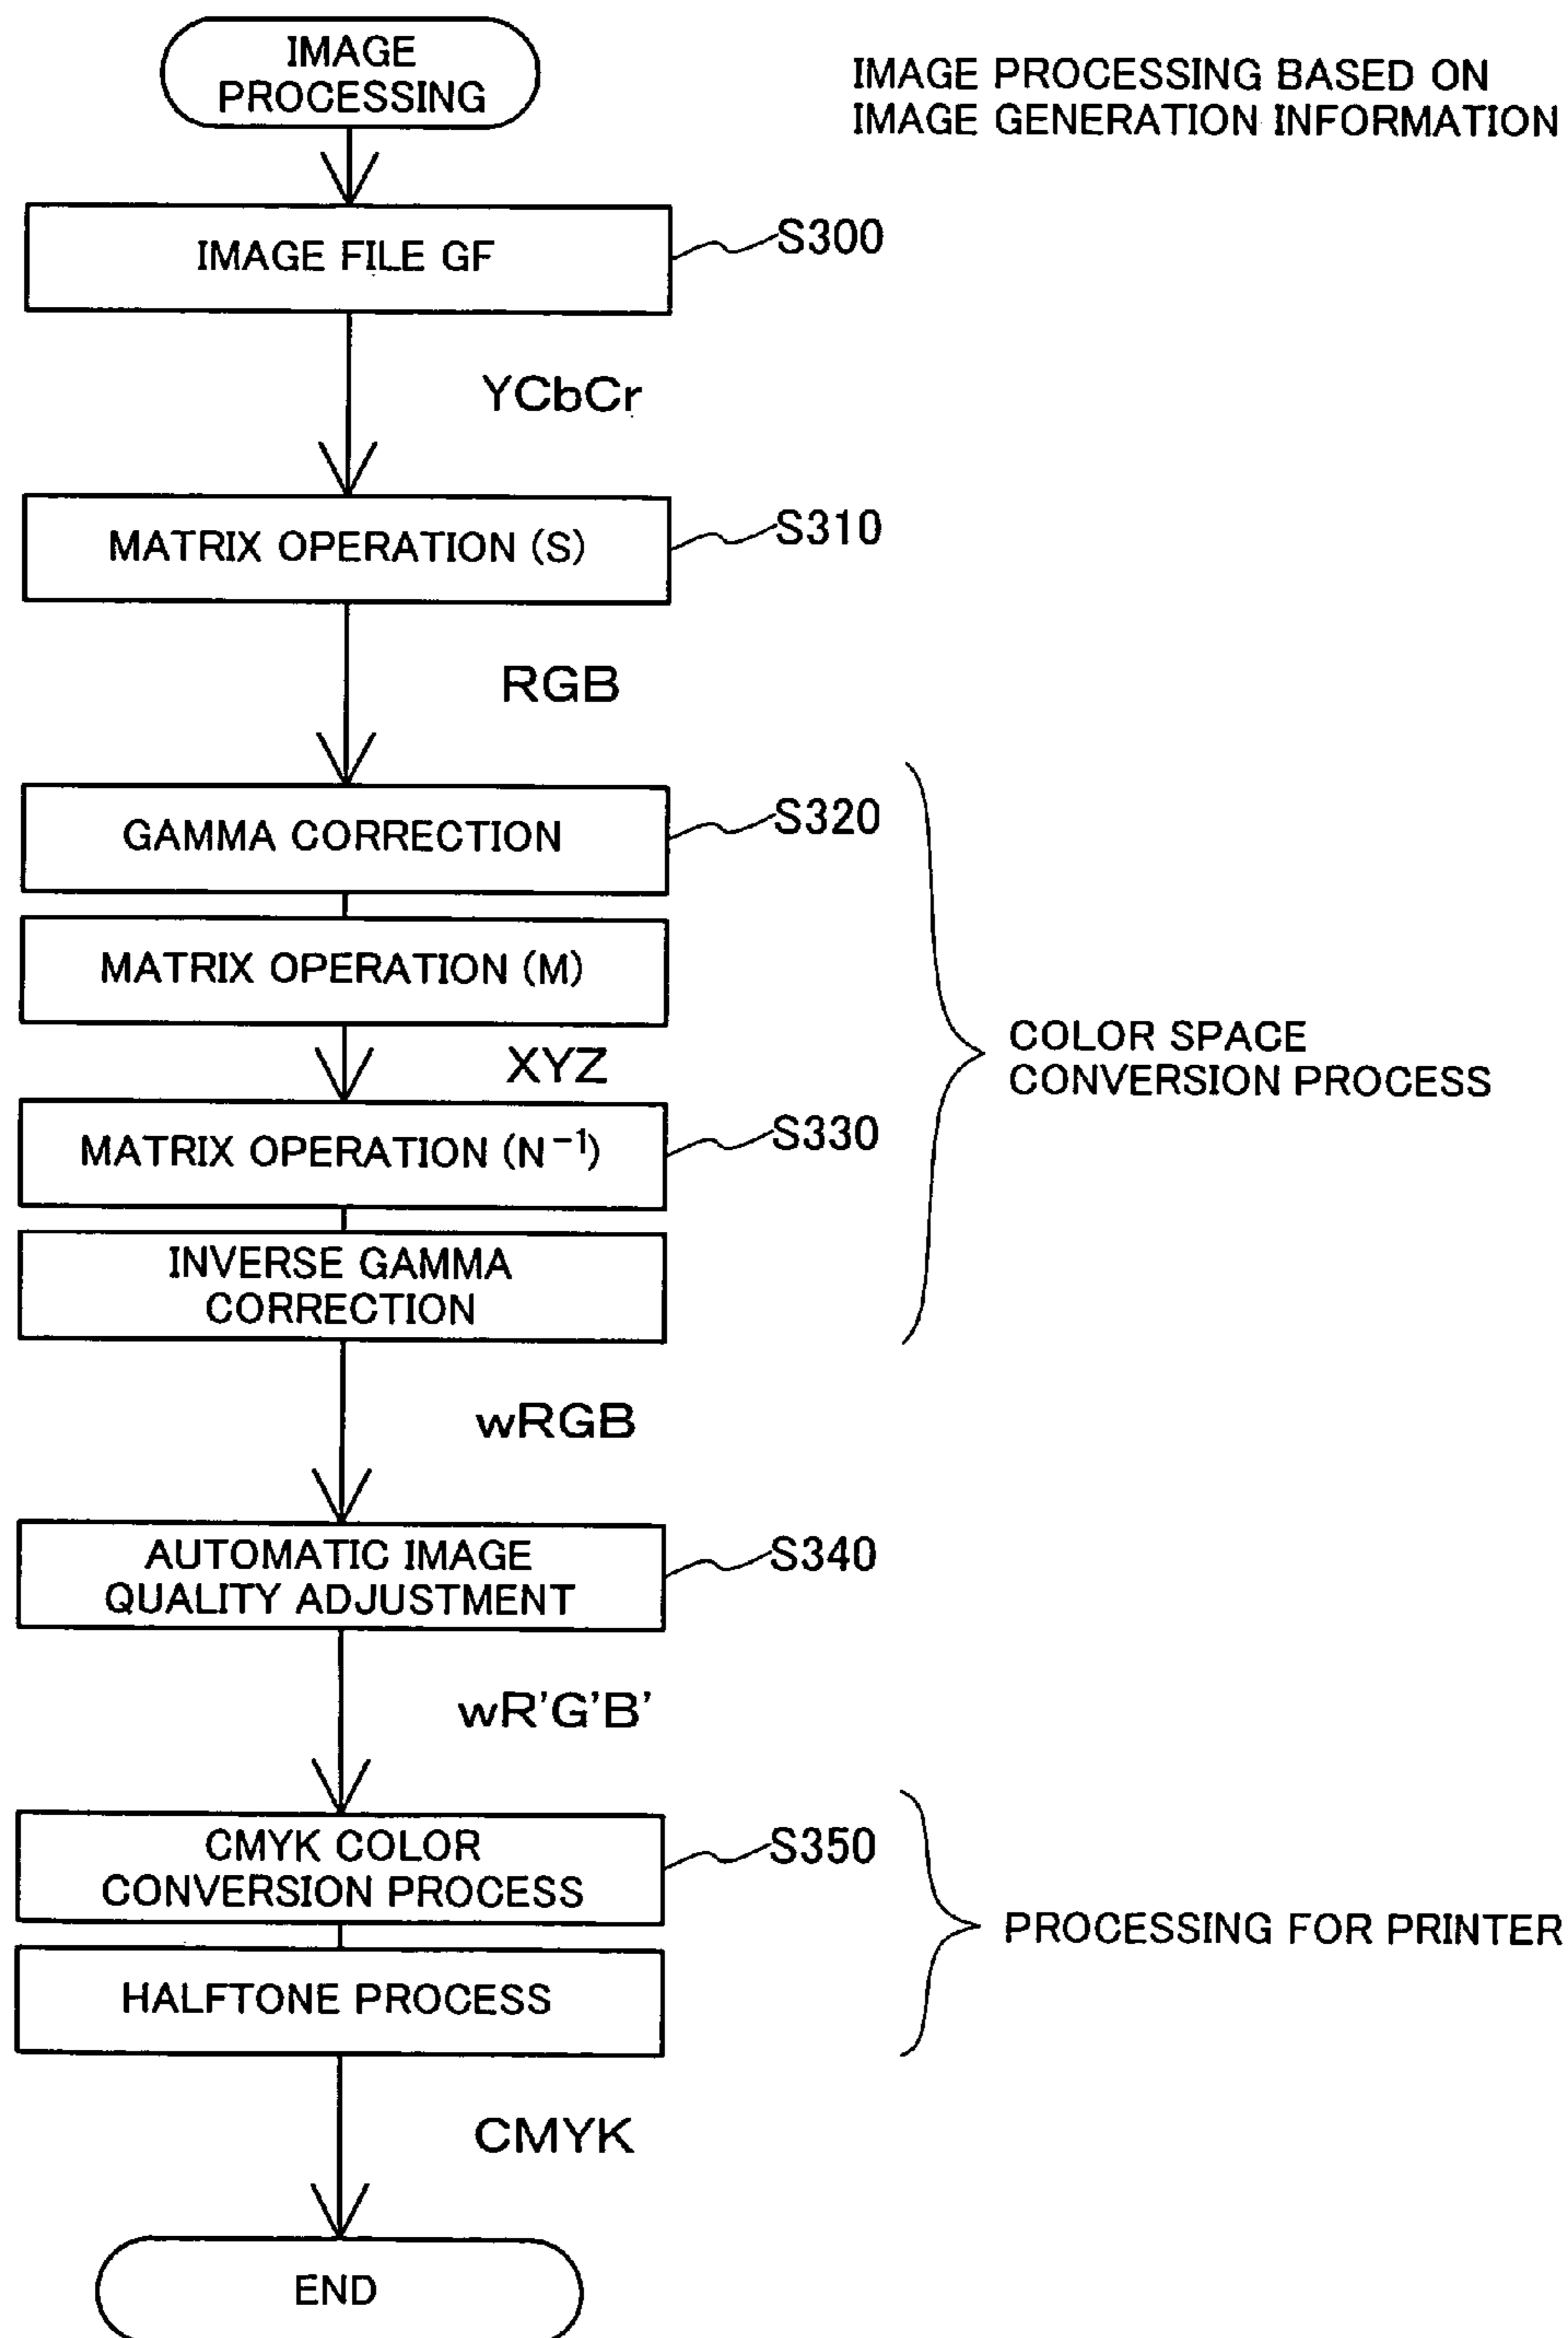 IMAGE
PROCESSING
IMAGE PROCESSING BASED ON
IMAGE GENERATION INFORMATION
IMAGE FILE GF
S300
YCbCr
MATRIX OPERATION (S)
S310
RGB
GAMMA CORRECTION
S320
MATRIX OPERATION (M)
COLOR SPACE
CONVERSION PROCESS
XYZ
MATRIX OPERATION (N⁻¹)
S330
INVERSE GAMMA
CORRECTION
wRGB
AUTOMATIC IMAGE
QUALITY ADJUSTMENT
S340
wR'G'B'
CMYK COLOR
CONVERSION PROCESS
S350
PROCESSING FOR PRINTER
HALFTONE PROCESS
CMYK
END